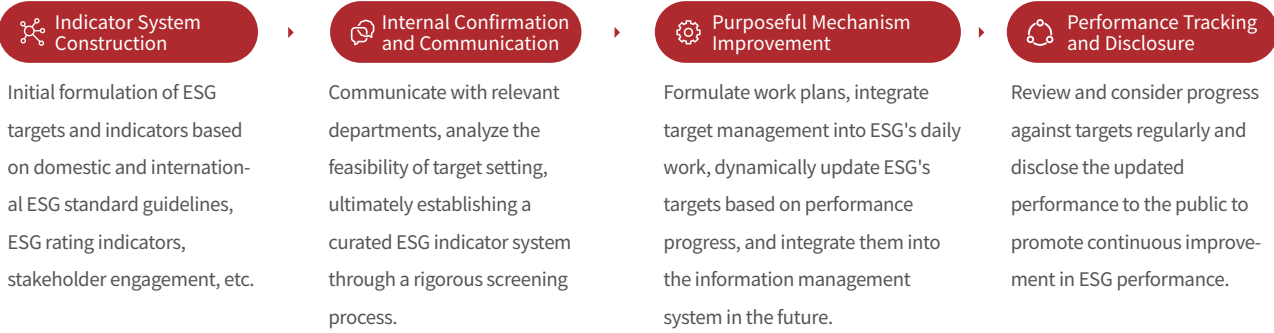 Indicator System
Construction
Initial formulation of ESG
targets and indicators based
on domestic and internation-
al ESG standard guidelines,
ESG rating indicators,
stakeholder engagement, etc.
Internal Confirmation
and Communication
Communicate with relevant
departments, analyze the
feasibility of target setting,
ultimately establishing a
curated ESG indicator system
through a rigorous screening
process.
Purposeful Mechanism
Improvement
Formulate work plans, integrate
target management into ESG's daily
work, dynamically update ESG's
targets based on performance
progress, and integrate them into
the information management
system in the future.
Performance Tracking
and Disclosure
Review and consider progress
against targets regularly and
disclose the updated
performance to the public to
promote continuous improve-
ment in ESG performance.